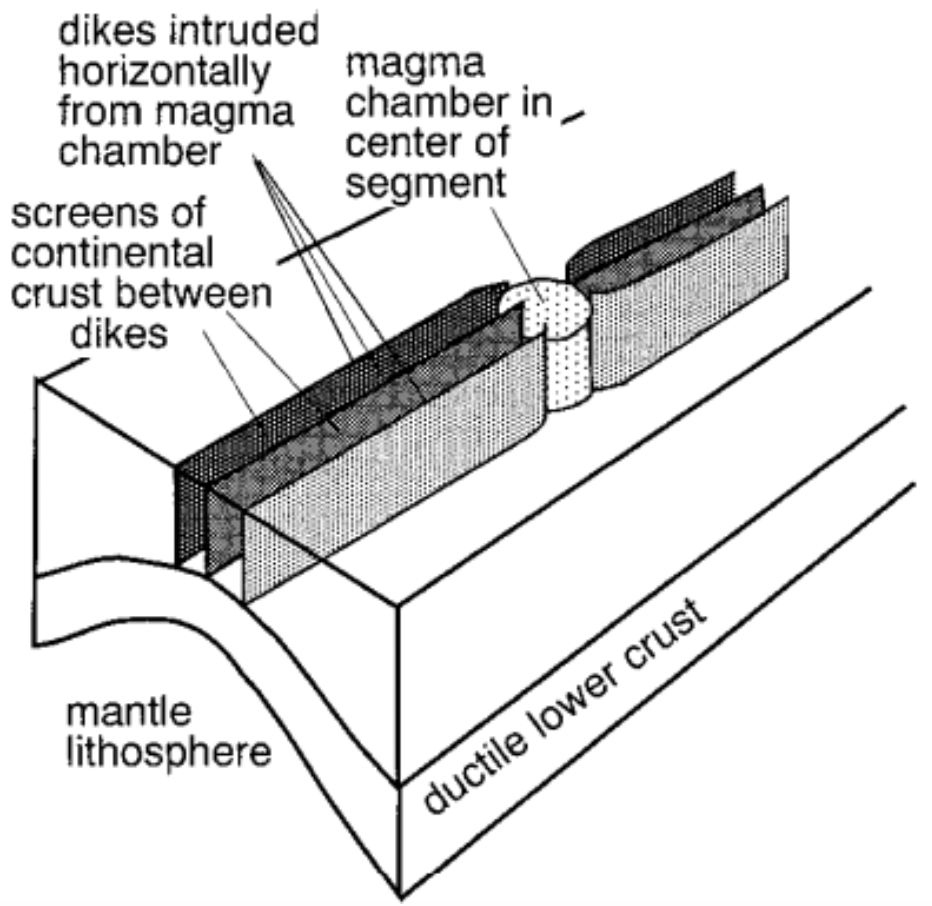 dikes intruded
horizontally
from magma
chamber
magma
chamber in
center of
segment
screens of
continental
crust between
dikes
mantle
lithosphere
ductile lower crust